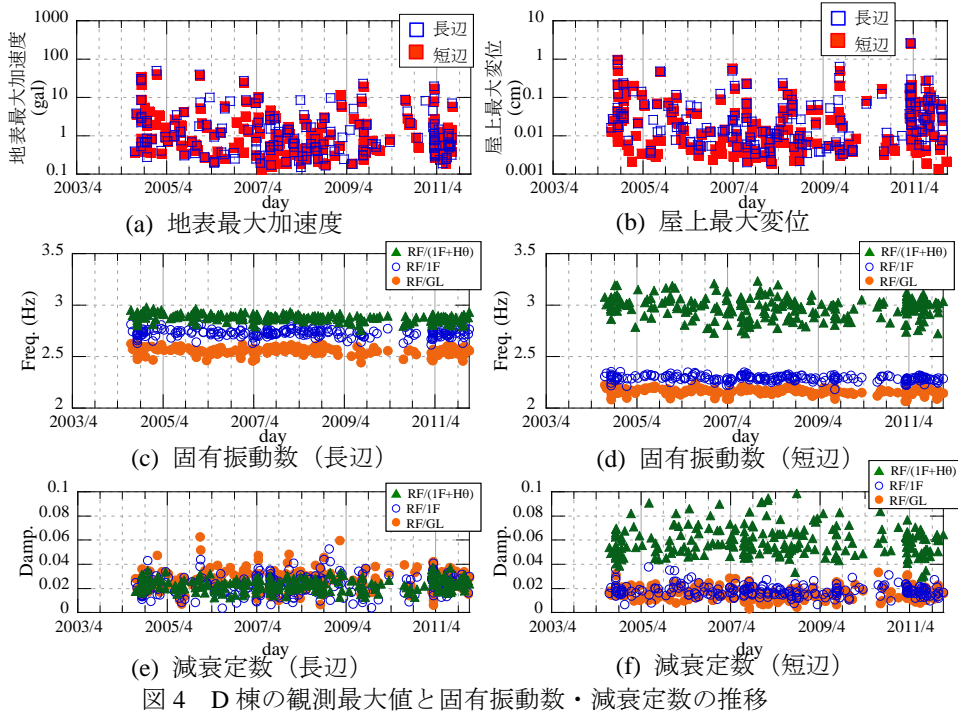 1000
100
10
1
0.1
地表最大加速度
(gal)
長辺
短辺
2003/4 2005/4 2007/4 2009/4 2011/4
day
(a) 地表最大加速度
10
1
0.1
0.01
0.001
屋上最大変位
(cm)
長辺
短辺
2003/4 2005/4 2007/4 2009/4 2011/4
day
(b) 屋上最大変位
3.5
3
2.5
2
Freq. (Hz)
RF/(1F+Hθ)
RF/1F
RF/GL
2003/4 2005/4 2007/4 2009/4 2011/4
day
(c) 固有振動数（長辺）
3.5
3
2.5
2
Freq. (Hz)
RF/(1F+Hθ)
RF/1F
RF/GL
2003/4 2005/4 2007/4 2009/4 2011/4
day
(d) 固有振動数（短辺）
0.1
0.08
0.06
0.04
0.02
0
Damp.
RF/(1F+Hθ)
RF/1F
RF/GL
2003/4 2005/4 2007/4 2009/4 2011/4
day
(e) 減衰定数（長辺）
0.1
0.08
0.06
0.04
0.02
0
Damp.
RF/(1F+Hθ)
RF/1F
RF/GL
2003/4 2005/4 2007/4 2009/4 2011/4
day
(f) 減衰定数（短辺）
図4 D棟の観測最大値と固有振動数・減衰定数の推移